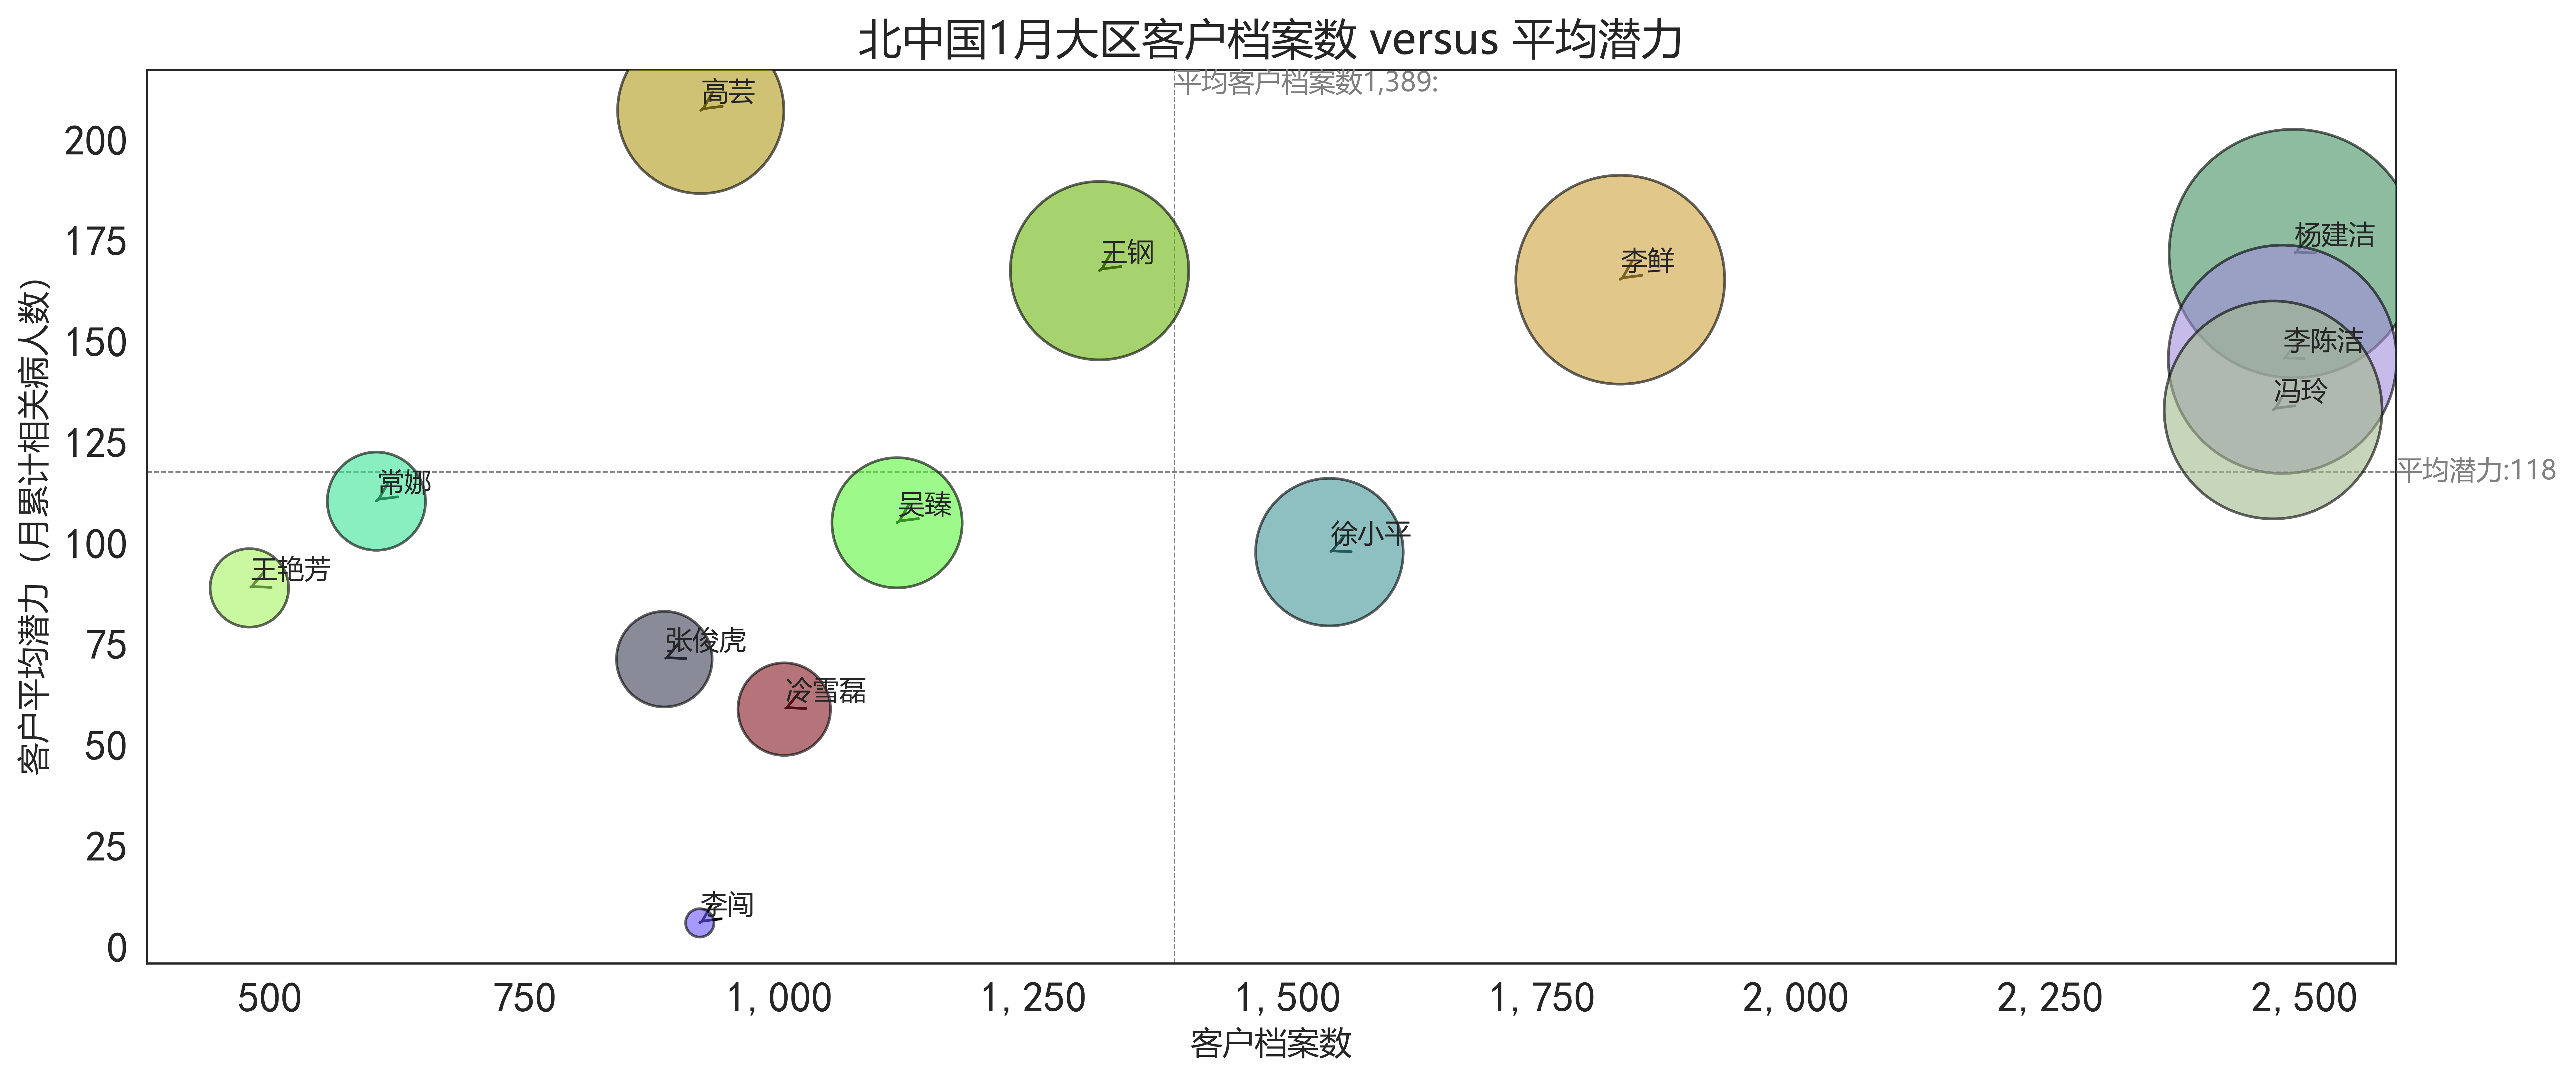 北中国1月大区客户档案数 versus 平均潜力
平均客户档案数1,389:
高芸
200
王钢
李鲜
杨建洁
175
李陈洁
150
冯玲
125
平均潜力:118
常娜
吴臻
徐小平
100
王艳芳
张俊虎
75
冷雪磊
50
25
李闯
0
客户平均潜力（月累计相关病人数）
500 750 1,000 1,250 1,500 1,750 2,000 2,250 2,500
客户档案数